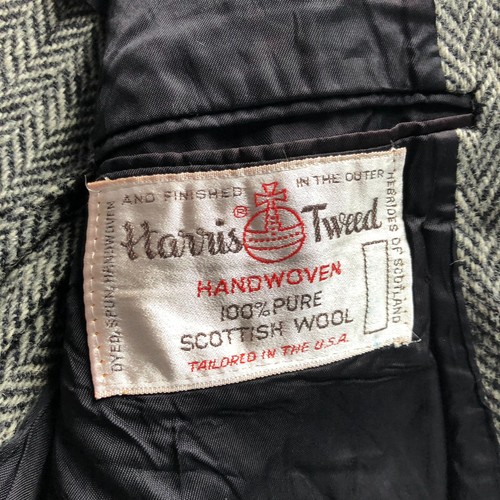 DYED, SPUN, HANDWOVEN
AND FINISHED
IN THE OUTER
HEBRIDES OF SCOTLAND
Harris® Tweed
HANDWOVEN
100% PURE
SCOTTISH WOOL
TAILORED IN THE U.S.A.